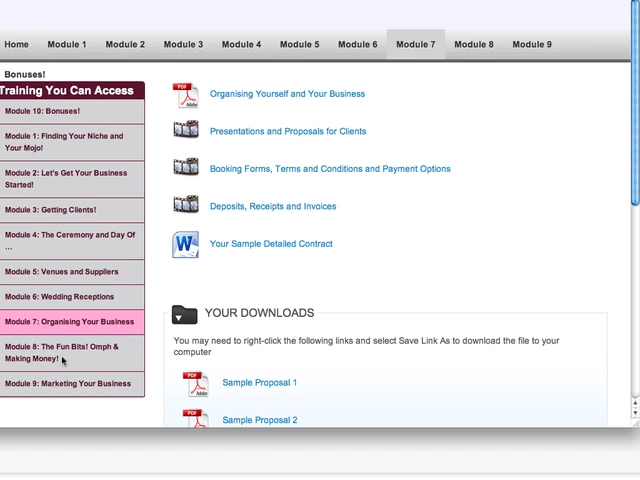 Home Module 1 Module 2 Module 3 Module 4 Module 5 Module 6 Module 7 Module 8 Module 9
Bonuses!
Training You Can Access
Module 10: Bonuses!
Module 1: Finding Your Niche and
Your Mojo!
Module 2: Let's Get Your Business
Started!
Module 3: Getting Clients!
Module 4: The Ceremony and Day Of
...
Module 5: Venues and Suppliers
Module 6: Wedding Receptions
Module 7: Organising Your Business
Module 8: The Fun Bits! Omph &
Making Money!
Module 9: Marketing Your Business
PDF
Adobe
Organising Yourself and Your Business
Presentations and Proposals for Clients
Booking Forms, Terms and Conditions and Payment Options
Deposits, Receipts and Invoices
W
Your Sample Detailed Contract
YOUR DOWNLOADS
You may need to right-click the following links and select Save Link As to download the file to your
computer
PDF
Adobe
Sample Proposal 1
PDF
Sample Proposal 2